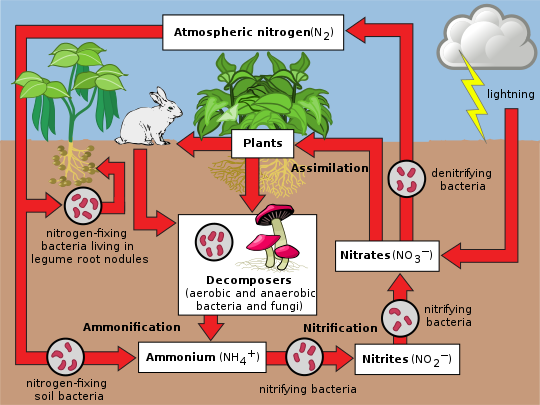 Atmospheric nitrogen(N2)
lightning
Plants
Assimilation
denitrifying
bacteria
nitrogen-fixing
bacteria living in
legume root nodules
Nitrates (NO3−)
Decomposers
(aerobic and anaerobic
bacteria and fungi)
nitrifying
bacteria
Ammonification
Nitrification
Ammonium (NH4+)
Nitrites (NO2−)
nitrogen-fixing
soil bacteria
nitrifying bacteria